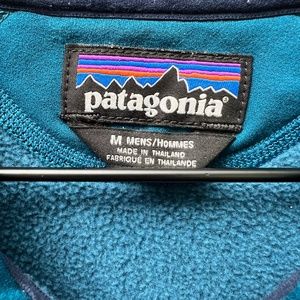 patagonia®
M MENS/HOMMES
MADE IN THAILAND
FABRIQUÉ EN THAÏLANDE